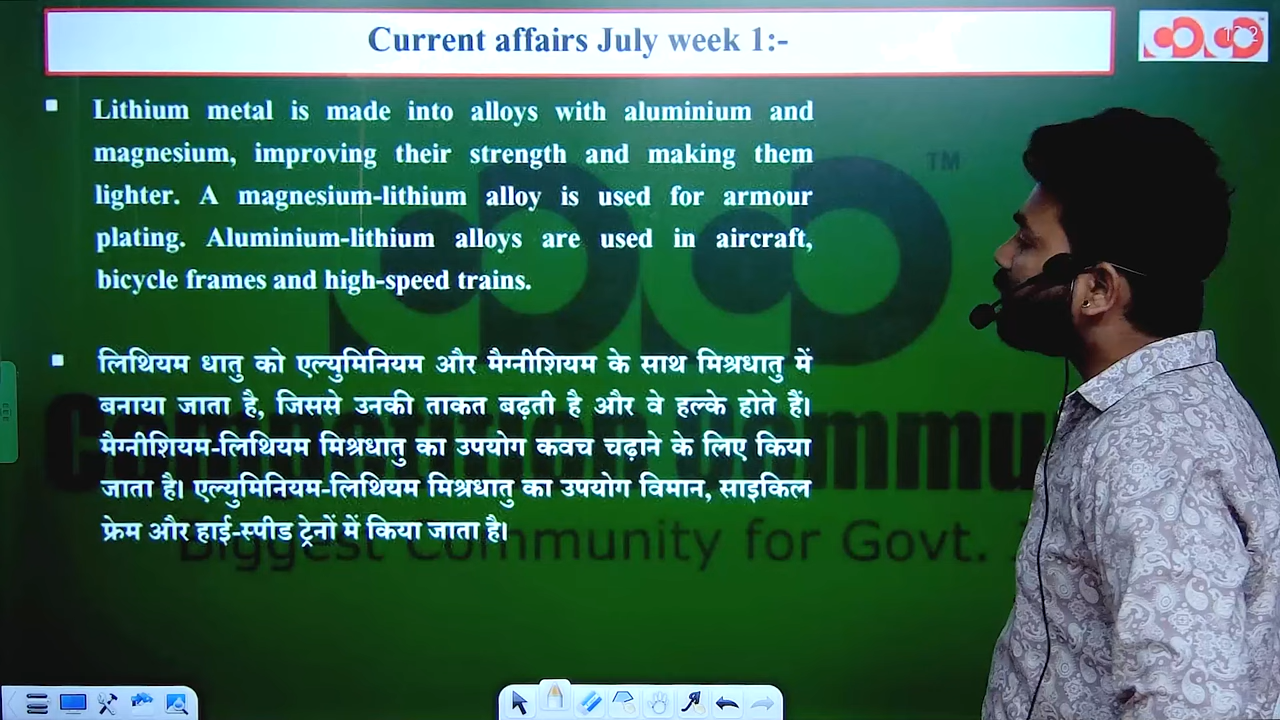 Current affairs July week 1:-
Lithium metal is made into alloys with aluminium and
magnesium, improving their strength and making them
lighter. A magnesium-lithium alloy is used for armour
plating. Aluminium-lithium alloys are used in aircraft,
bicycle frames and high-speed trains.
लिथियम धातु को एल्युमिनियम और मैग्नीशियम के साथ मिश्रधातु में
बनाया जाता है, जिससे उनकी ताकत बढ़ती है और वे हल्के होते हैं।
मैग्नीशियम-लिथियम मिश्रधातु का उपयोग कवच चढ़ाने के लिए किया
जाता है। एल्युमिनियम-लिथियम मिश्रधातु का उपयोग विमान, साइकिल
फ्रेम और हाई-स्पीड ट्रेनों में किया जाता है।
TM
Biggest Community for Govt.